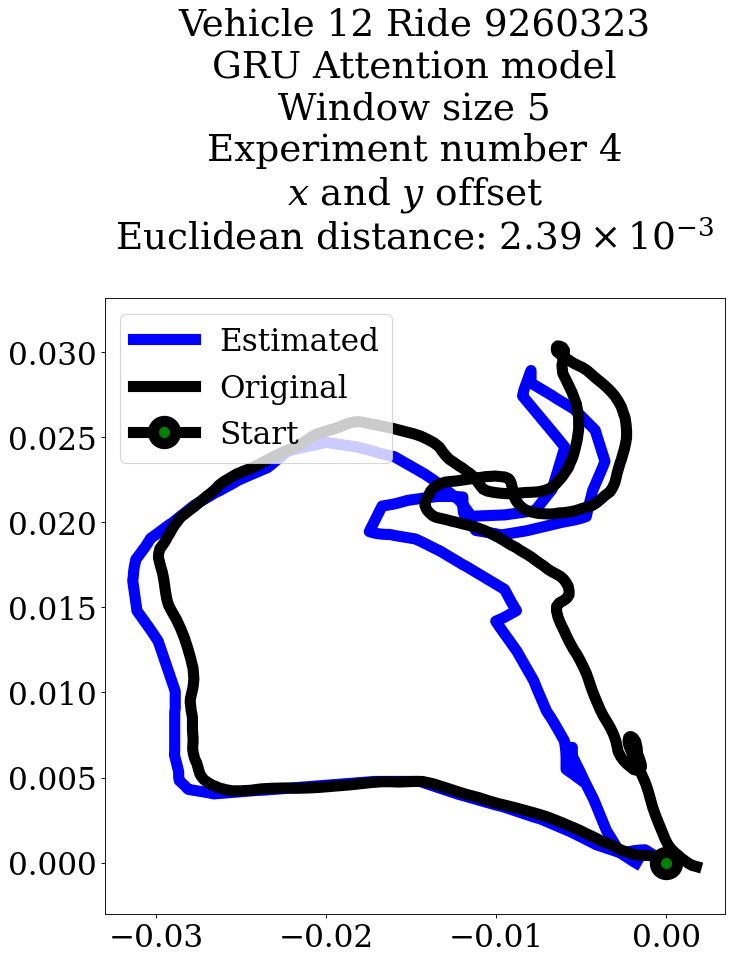 Vehicle 12 Ride 9260323
GRU Attention model
Window size 5
Experiment number 4
x and y offset
Euclidean distance: 2.39 × 10⁻³
Estimated
Original
Start
0.030
0.025
0.020
0.015
0.010
0.005
0.000
−0.03 −0.02 −0.01 0.00